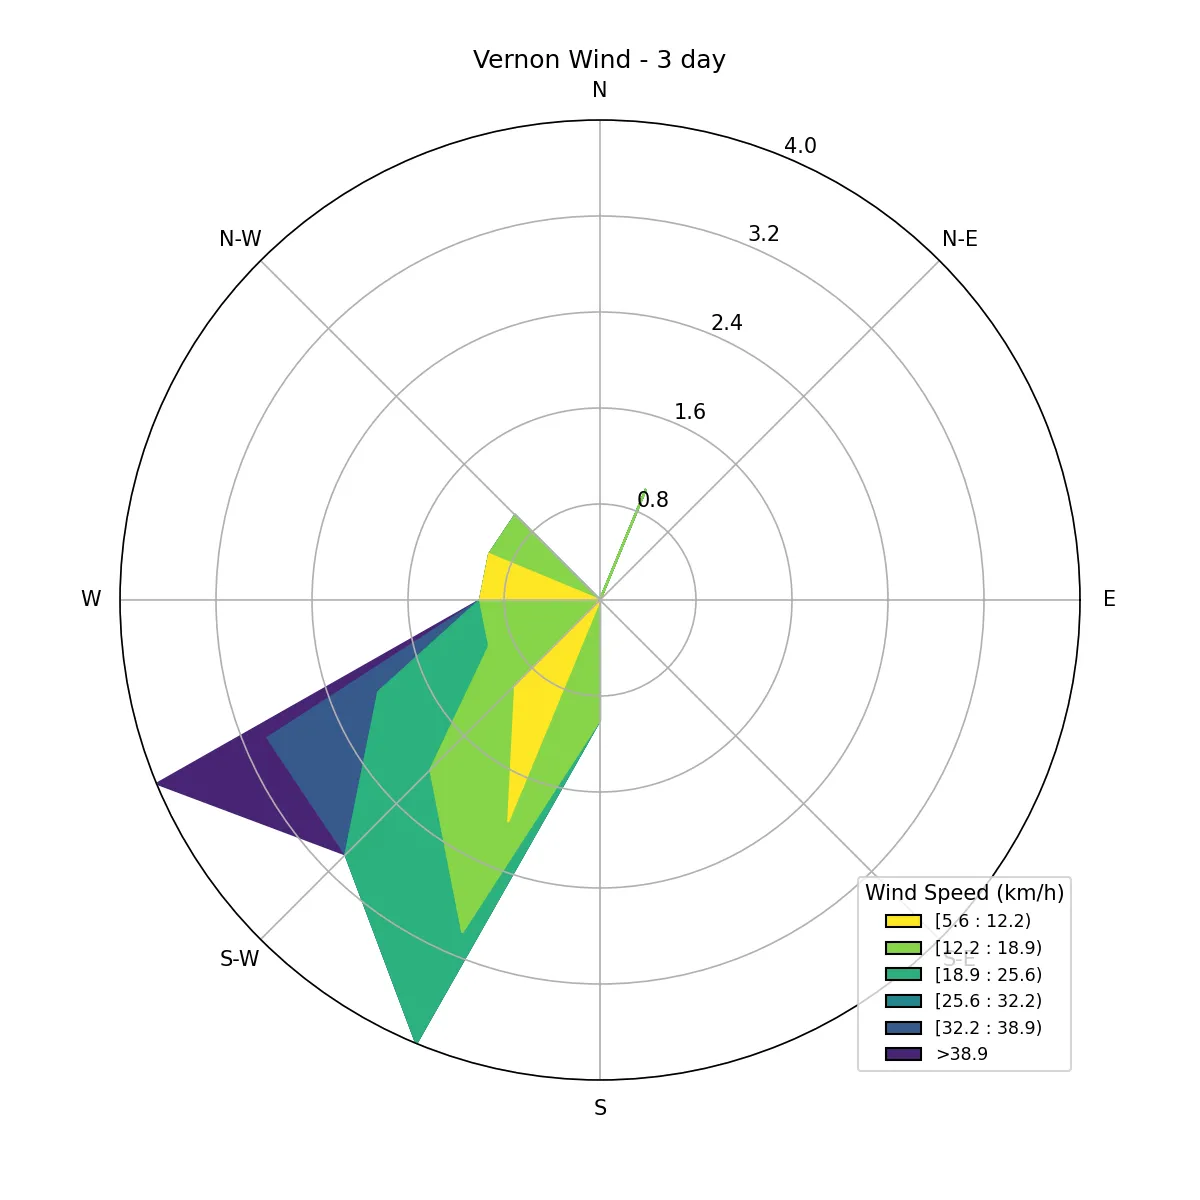 Vernon Wind - 3 day
N
4.0
N-W
3.2
N-E
2.4
1.6
0.8
W
E
Wind Speed (km/h)
[5.6 : 12.2)
[12.2 : 18.9)
S-W
S-E
[18.9 : 25.6)
[25.6 : 32.2)
[32.2 : 38.9)
>38.9
S